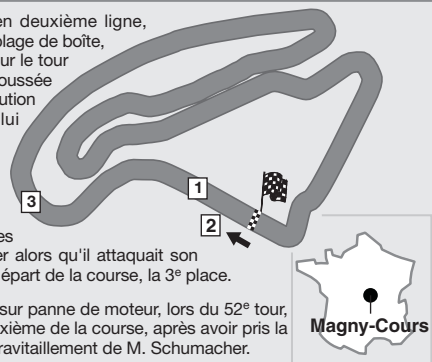 en deuxième ligne,
blage de boîte,
ur le tour
oussée
ution
lui
1
2
3
es
er alors qu'il attaquait son
épart de la course, la 3e place.
sur panne de moteur, lors du 52e tour,
xième de la course, après avoir pris la
ravitaillement de M. Schumacher.
Magny-Cours